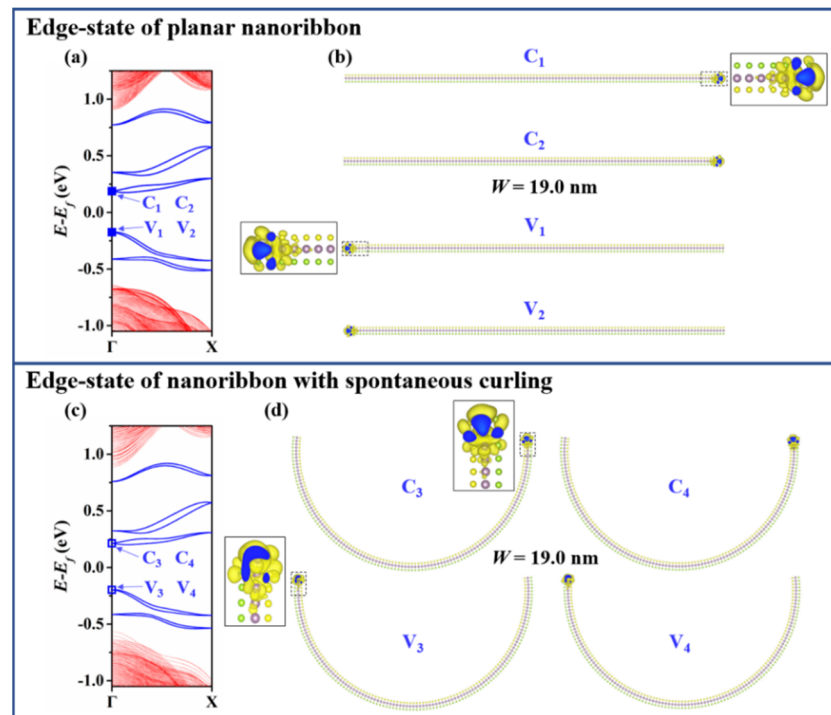 Edge-state of planar nanoribbon
(a)
(b)
E-E_f (eV)
1.0
0.5
0.0
-0.5
-1.0
C₁ C₂
V₁ V₂
Γ X
C₁
C₂
W = 19.0 nm
V₁
V₂
Edge-state of nanoribbon with spontaneous curling
(c)
(d)
E-E_f (eV)
1.0
0.5
0.0
-0.5
-1.0
C₃ C₄
V₃ V₄
Γ X
C₃
C₄
W = 19.0 nm
V₃
V₄